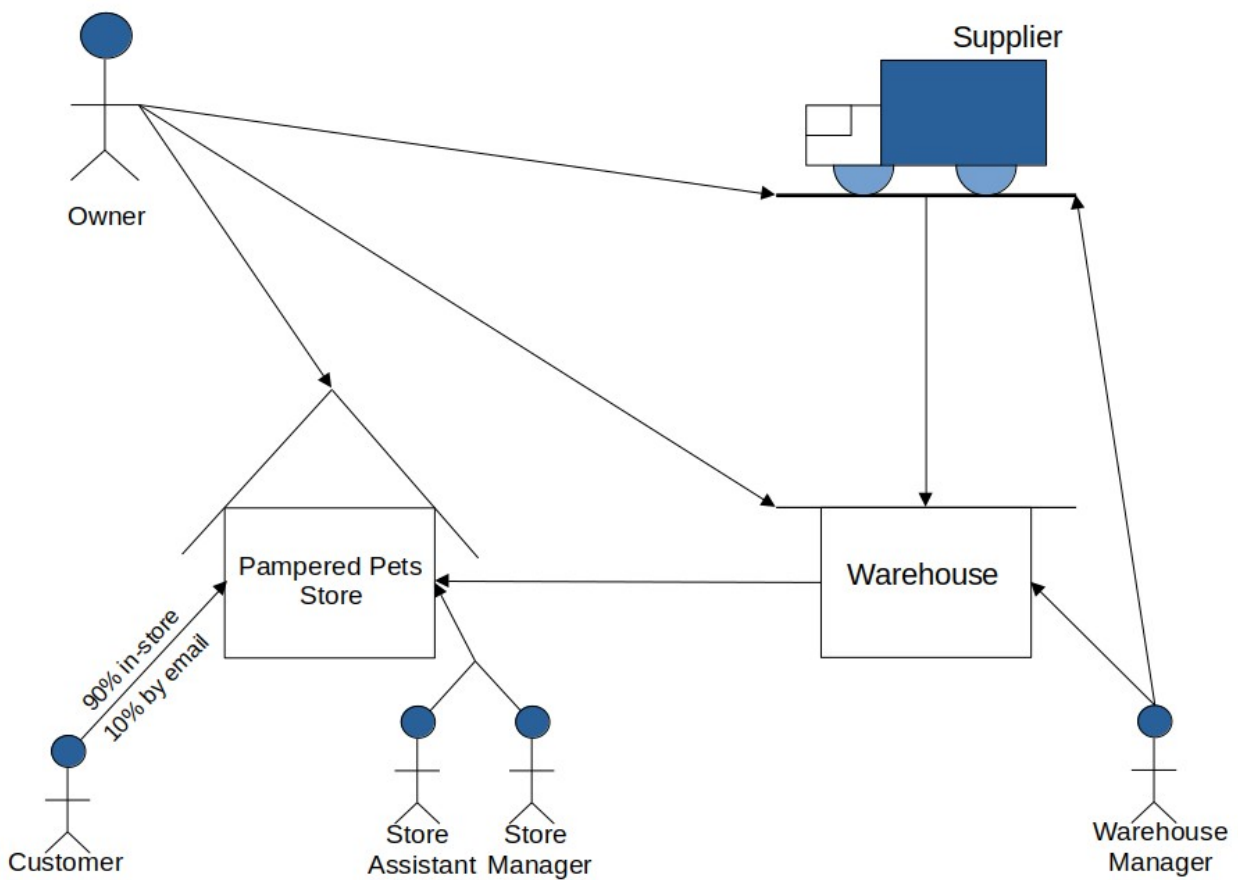 Supplier
Owner
Pampered Pets
Store
Warehouse
90% in-store
10% by email
Customer
Store
Assistant
Store
Manager
Warehouse
Manager